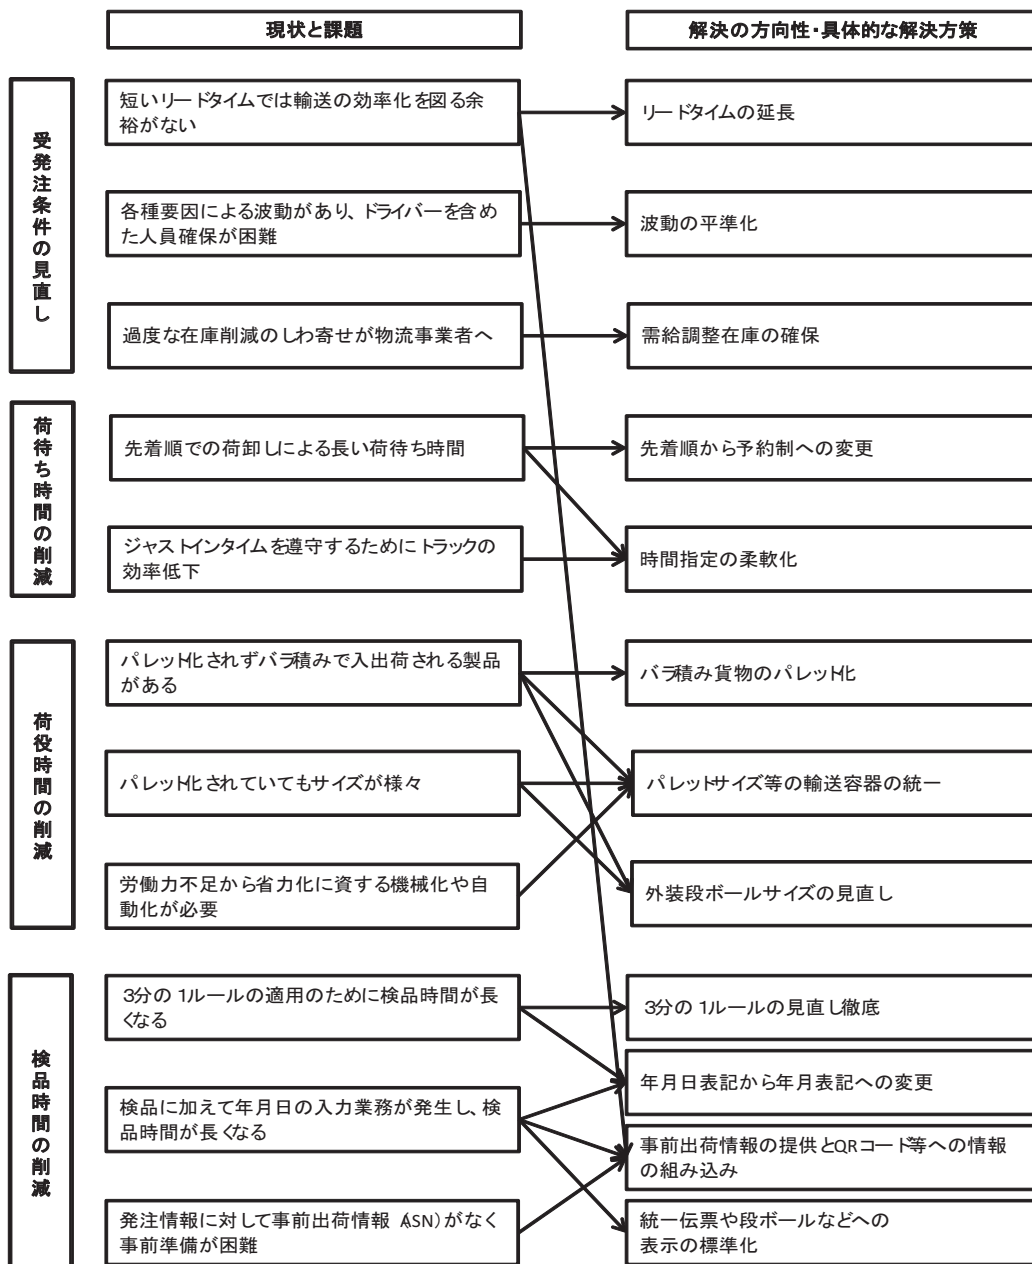 現状と課題
解決の方向性・具体的な解決方策
受発注条件の見直し
短いリードタイムでは輸送の効率化を図る余
裕がない
リードタイムの延長
各種要因による波動があり、ドライバーを含め
た人員確保が困難
波動の平準化
過度な在庫削減のしわ寄せが物流事業者へ
需給調整在庫の確保
荷待ち時間の削減
先着順での荷卸しによる長い荷待ち時間
先着順から予約制への変更
ジャストインタイムを遵守するためにトラックの
効率低下
時間指定の柔軟化
荷役時間の削減
パレット化されずバラ積みで入出荷される製品
がある
バラ積み貨物のパレット化
パレット化されていてもサイズが様々
パレットサイズ等の輸送容器の統一
労働力不足から省力化に資する機械化や自
動化が必要
外装段ボールサイズの見直し
検品時間の削減
3分の1ルールの適用のために検品時間が長
くなる
3分の1ルールの見直し徹底
年月日表記から年月表記への変更
検品に加えて年月日の入力業務が発生し、検
品時間が長くなる
事前出荷情報の提供とQRコード等への情報
の組み込み
発注情報に対して事前出荷情報(ASN)がなく
事前準備が困難
統一伝票や段ボールなどへの
表示の標準化